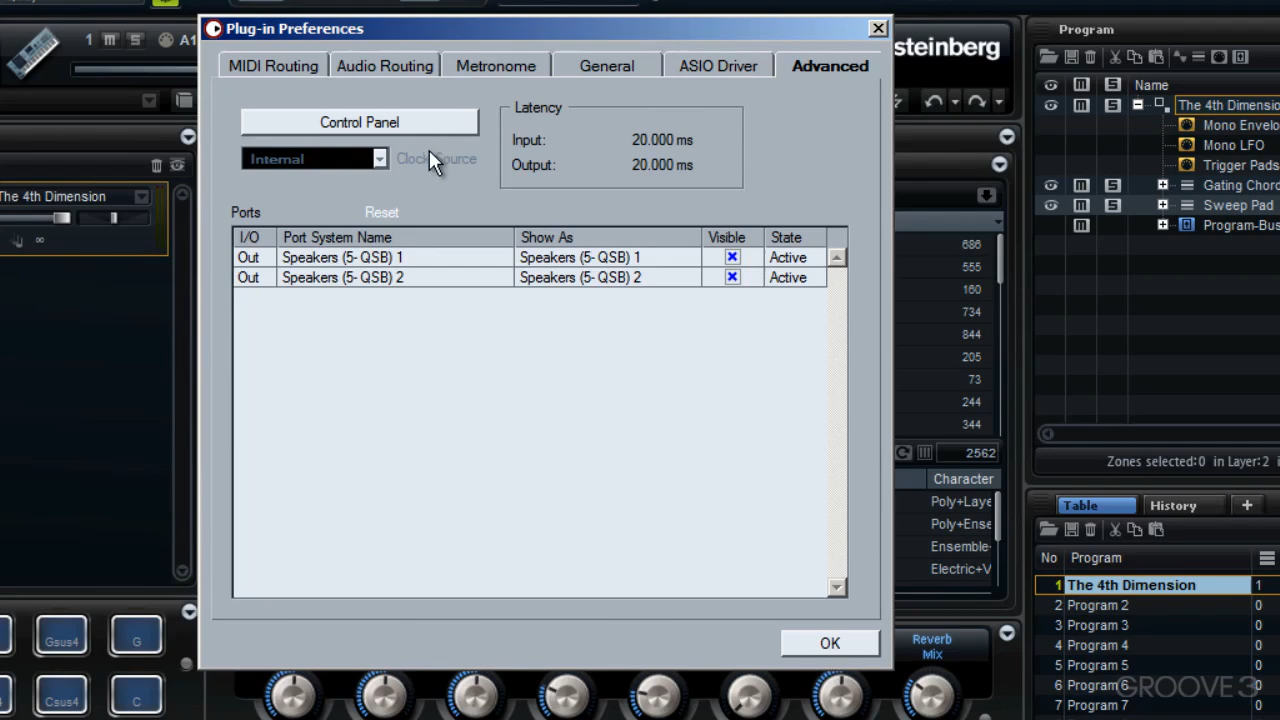 Plug-in Preferences
MIDI Routing
Audio Routing
Metronome
General
ASIO Driver
Advanced
Control Panel
Internal
Clock Source
Latency
Input: 20.000 ms
Output: 20.000 ms
Ports
Reset
I/O Port System Name Show As Visible State
Out Speakers (5- QSB) 1 Speakers (5- QSB) 1 Active
Out Speakers (5- QSB) 2 Speakers (5- QSB) 2 Active
OK
1 m S A1
The 4th Dimension
Gsus4
G
Csus4
C
steinberg
686
555
160
734
844
205
73
244
344
2562
Character
Poly+Laye
Poly+Ense
Ensemble-
Electric+V
Reverb
Mix
Program
m S Name
m S The 4th Dimensio
Mono Envelo
Mono LFO
Trigger Pads
m S Gating Chord
m S Sweep Pad
m Program-Bus
Zones selected:0 in Layer:2 i
Table
History
+
No Program
1 The 4th Dimension 1
2 Program 2 0
3 Program 3 0
4 Program 4 0
5 Program 5 0
6 Program 6 0
7 Program 7 0
GROOVE 3